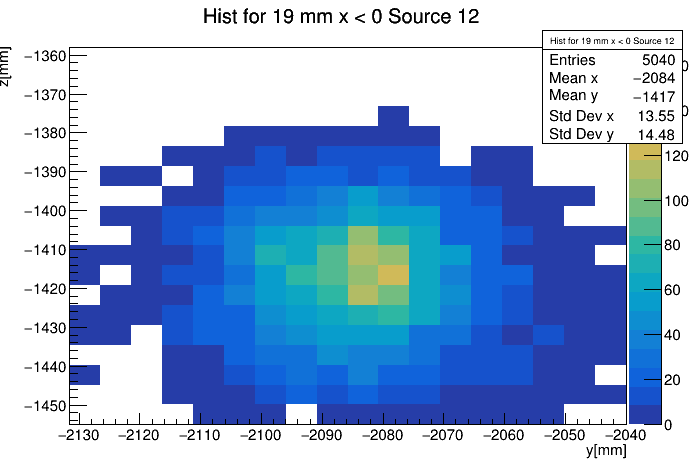 Hist for 19 mm x < 0 Source 12
Hist for 19 mm x < 0 Source 12
Entries 5040
Mean x −2084
Mean y −1417
Std Dev x 13.55
Std Dev y 14.48
z[mm]
−1360
−1370
−1380
−1390
−1400
−1410
−1420
−1430
−1440
−1450
120
100
80
60
40
20
0
−2130 −2120 −2110 −2100 −2090 −2080 −2070 −2060 −2050 −2040
y[mm]